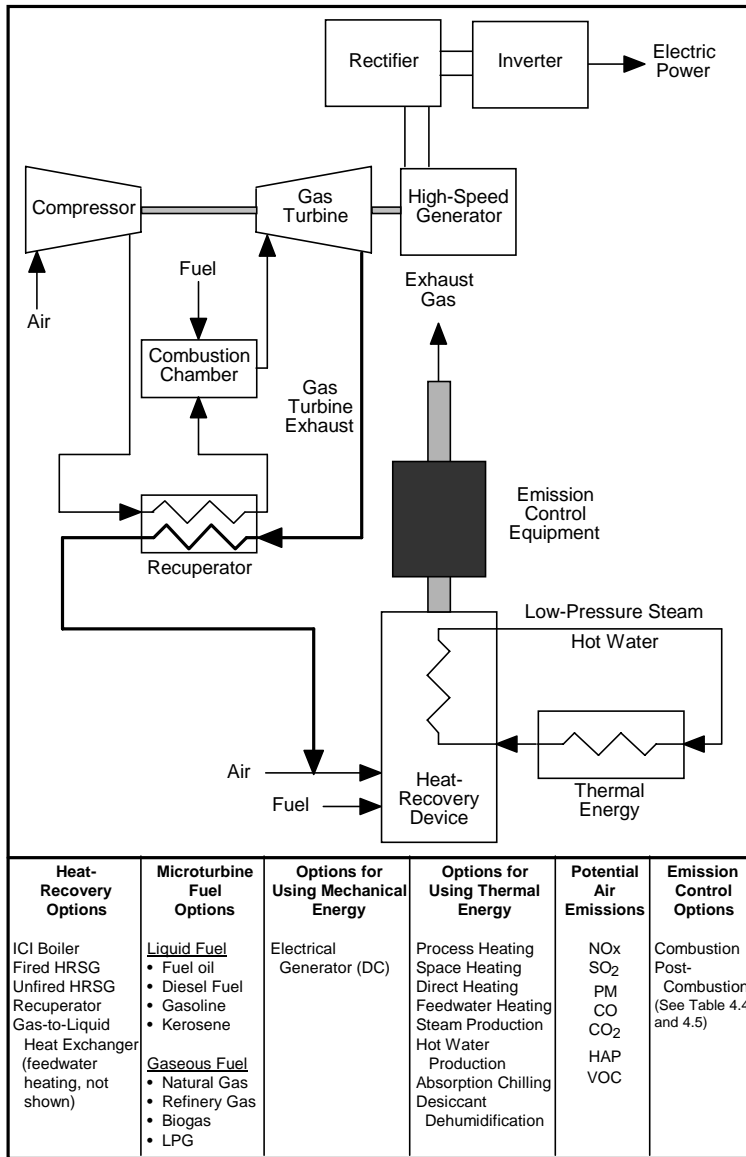 Rectifier
Inverter
Electric
Power
Compressor
Gas
Turbine
High-Speed
Generator
Air
Fuel
Combustion
Chamber
Gas
Turbine
Exhaust
Exhaust
Gas
Recuperator
Emission
Control
Equipment
Low-Pressure Steam
Hot Water
Air
Fuel
Heat-
Recovery
Device
Thermal
Energy
Heat-
Recovery
Options
ICI Boiler
Fired HRSG
Unfired HRSG
Recuperator
Gas-to-Liquid
Heat Exchanger
(feedwater
heating, not
shown)
Microturbine
Fuel
Options
Liquid Fuel
• Fuel oil
• Diesel Fuel
• Gasoline
• Kerosene
Gaseous Fuel
• Natural Gas
• Refinery Gas
• Biogas
• LPG
Options for
Using Mechanical
Energy
Electrical
Generator (DC)
Options for
Using Thermal
Energy
Process Heating
Space Heating
Direct Heating
Feedwater Heating
Steam Production
Hot Water
Production
Absorption Chilling
Desiccant
Dehumidification
Potential
Air
Emissions
NOx
SO2
PM
CO
CO2
HAP
VOC
Emission
Control
Options
Combustion
Post-
Combustion
(See Table 4.4
and 4.5)